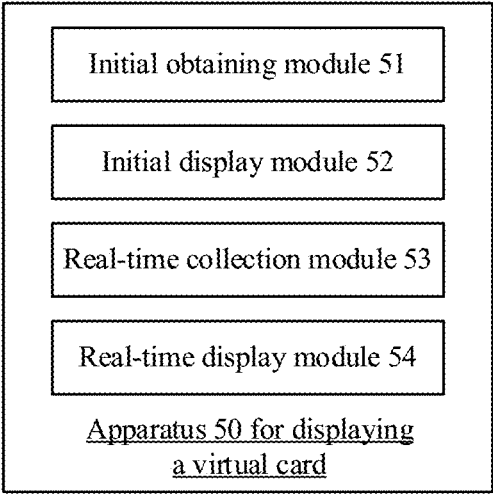 Initial obtaining module 51
Initial display module 52
Real-time collection module 53
Real-time display module 54
Apparatus 50 for displaying
a virtual card